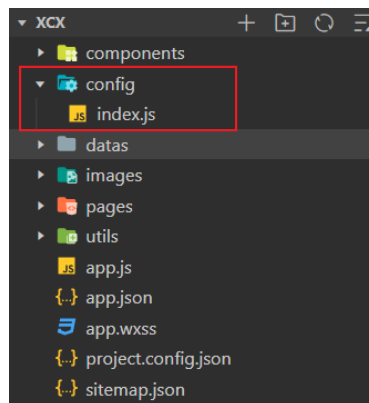 XCX
components
config
JS index.js
datas
images
pages
utils
JS app.js
{..} app.json
app.wxss
{..} project.config.json
{..} sitemap.json